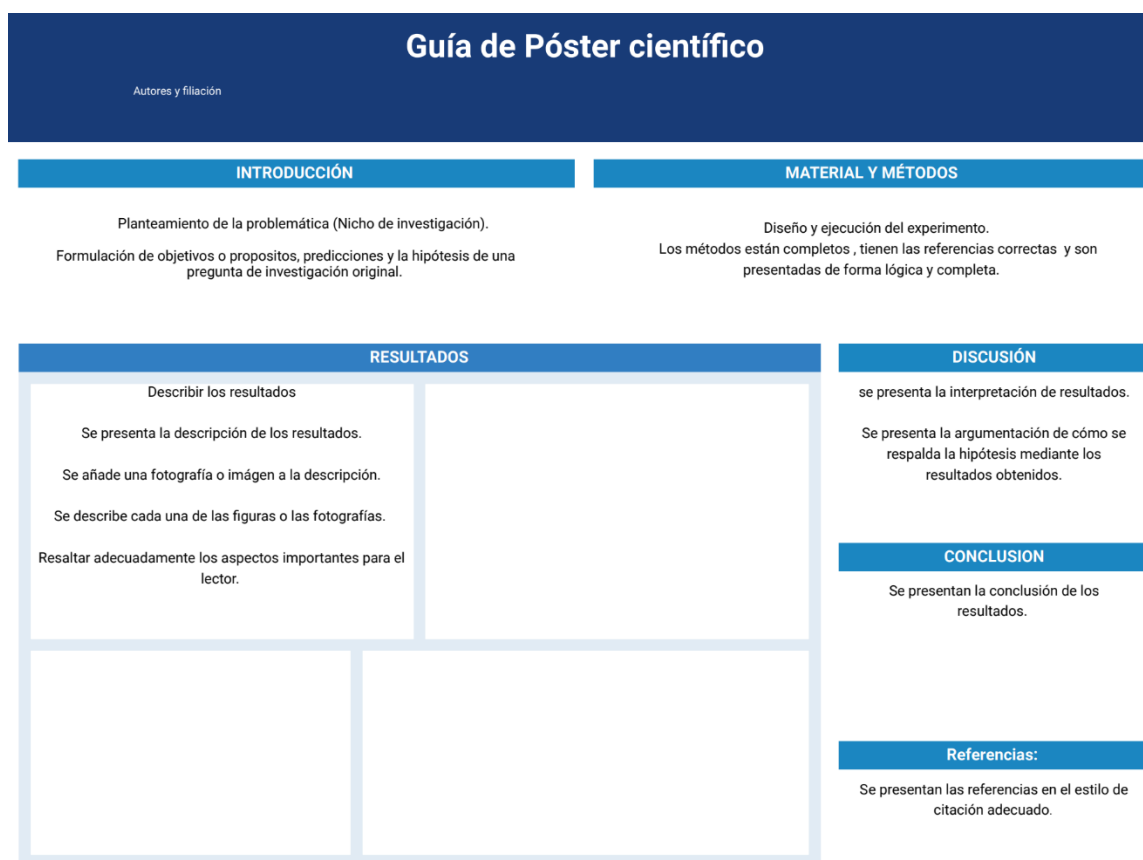 Guía de Póster científico
Autores y filiación
INTRODUCCIÓN
Planteamiento de la problemática (Nicho de investigación).
Formulación de objetivos o propositos, predicciones y la hipótesis de una
pregunta de investigación original.
MATERIAL Y MÉTODOS
Diseño y ejecución del experimento.
Los métodos están completos , tienen las referencias correctas y son
presentadas de forma lógica y completa.
RESULTADOS
Describir los resultados
Se presenta la descripción de los resultados.
Se añade una fotografía o imágen a la descripción.
Se describe cada una de las figuras o las fotografías.
Resaltar adecuadamente los aspectos importantes para el
lector.
DISCUSIÓN
se presenta la interpretación de resultados.
Se presenta la argumentación de cómo se
respalda la hipótesis mediante los
resultados obtenidos.
CONCLUSION
Se presentan la conclusión de los
resultados.
Referencias:
Se presentan las referencias en el estilo de
citación adecuado.